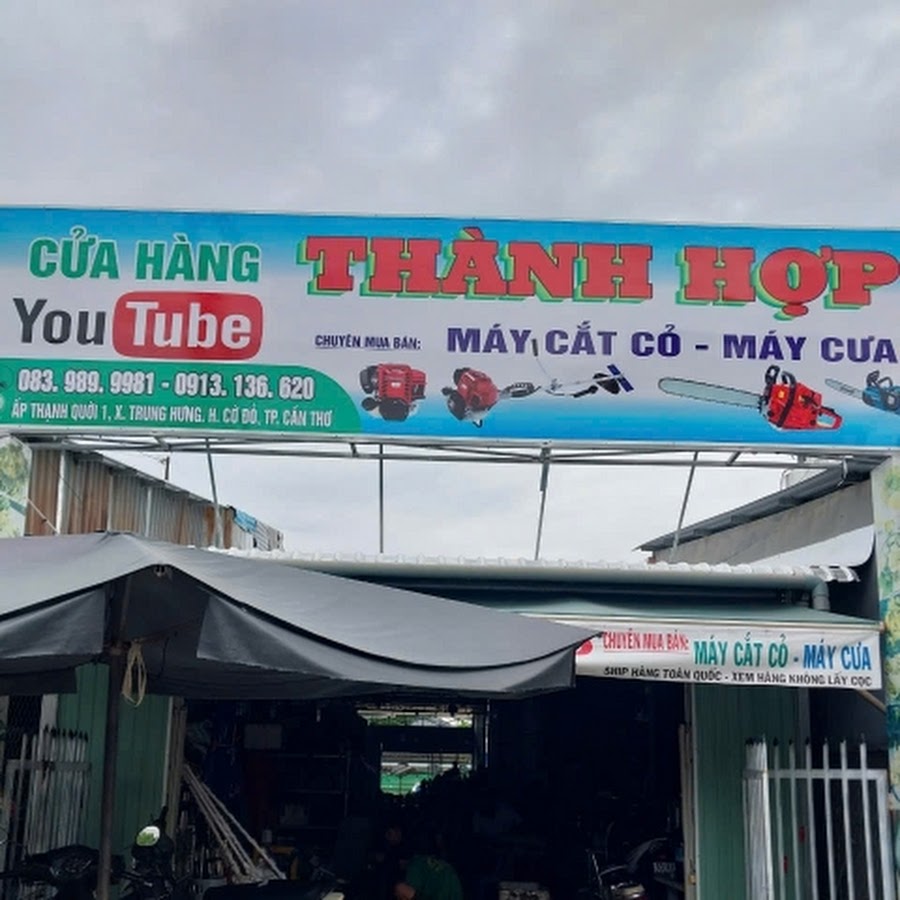 CỬA HÀNG
YouTube
083. 989. 9981 - 0913. 136. 620
ẤP THẠNH QUỚI 1, X. TRUNG HƯNG, H. CỜ ĐỎ, TP. CẦN THƠ
THÀNH HỢP
CHUYÊN MUA BÁN: MÁY CẮT CỎ - MÁY CƯA
CHUYÊN MUA BÁN: MÁY CẮT CỎ - MÁY CƯA
SHIP HÀNG TOÀN QUỐC - XEM HÀNG KHÔNG LẤY CỌC